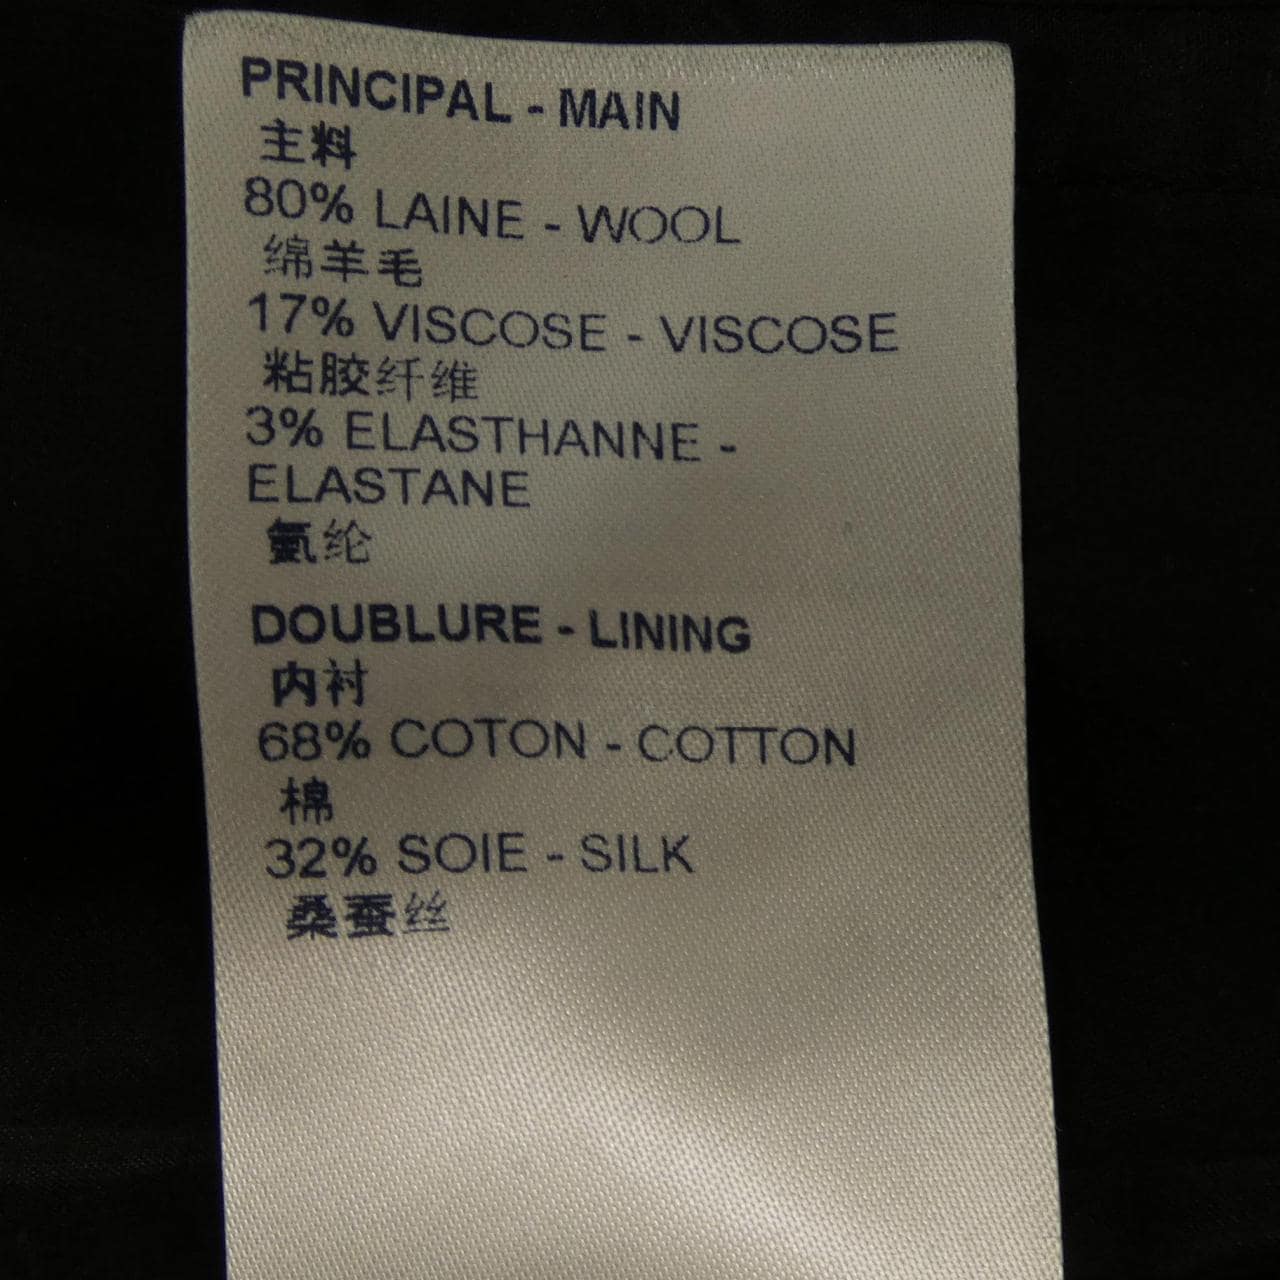 PRINCIPAL - MAIN
主料
80% LAINE - WOOL
绵羊毛
17% VISCOSE - VISCOSE
粘胶纤维
3% ELASTHANNE -
ELASTANE
氨纶
DOUBLURE - LINING
内衬
68% COTON - COTTON
棉
32% SOIE - SILK
桑蚕丝